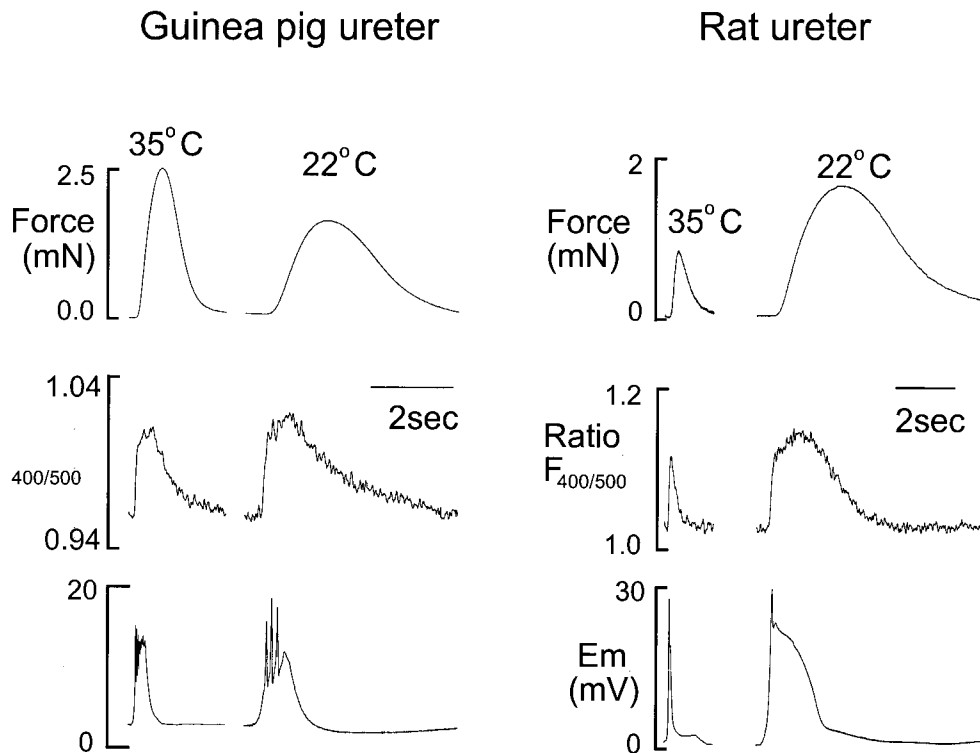 Guinea pig ureter
Rat ureter
35°C
22°C
2.5
Force
(mN)
0.0
2
35°C
22°C
Force
(mN)
0
1.04
400/500
0.94
2sec
1.2
Ratio
F400/500
1.0
2sec
20
0
30
Em
(mV)
0